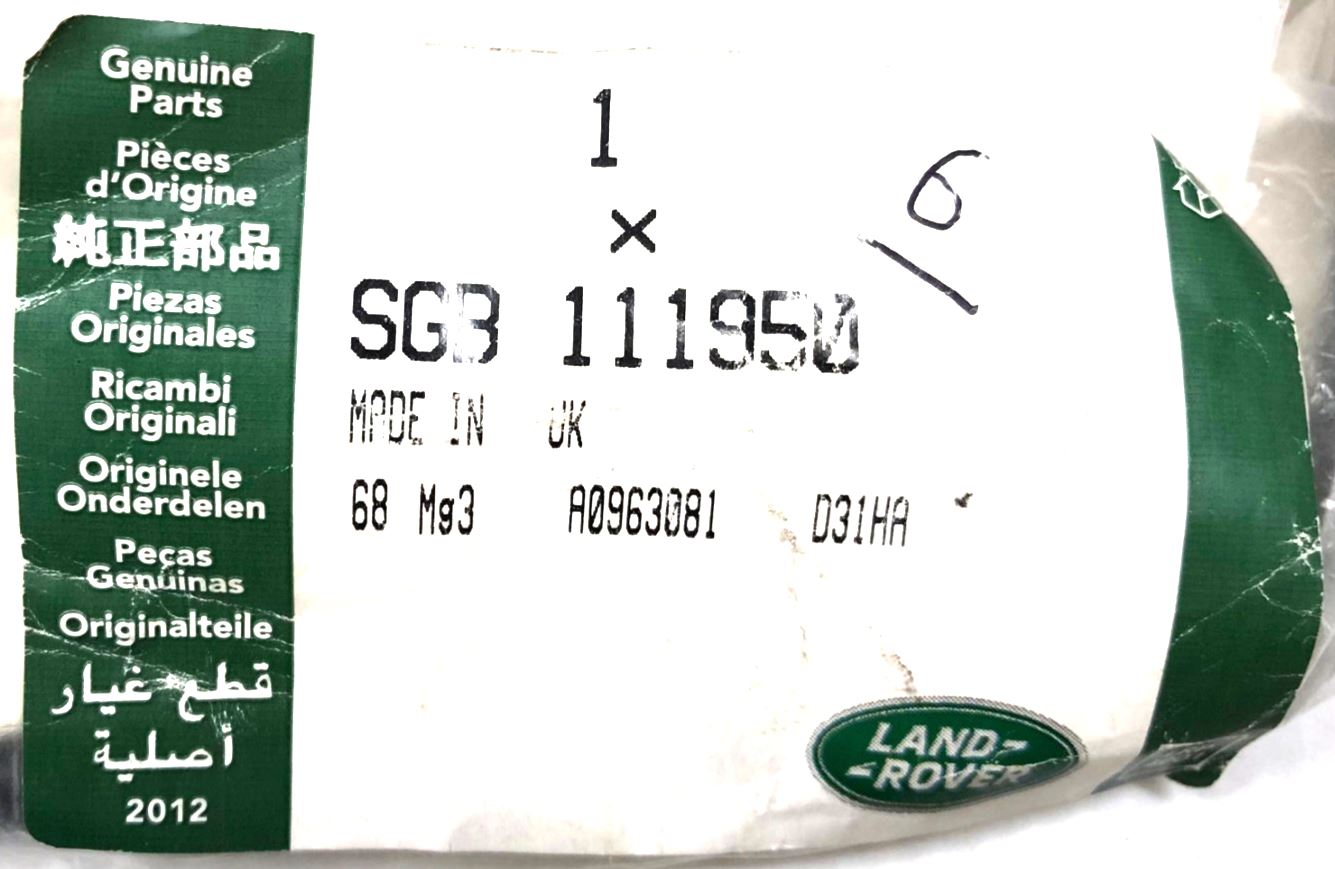 Genuine
Parts
Pièces
d'Origine
純正部品
Piezas
Originales
Ricambi
Originali
Originele
Onderdelen
Peças
Genuinas
Originalteile
قطع غيار
أصلية
2012
1
×
SGB 111950
MADE IN UK
68 Mg3 A0963081 D31HA
6
LAND-
-ROVER